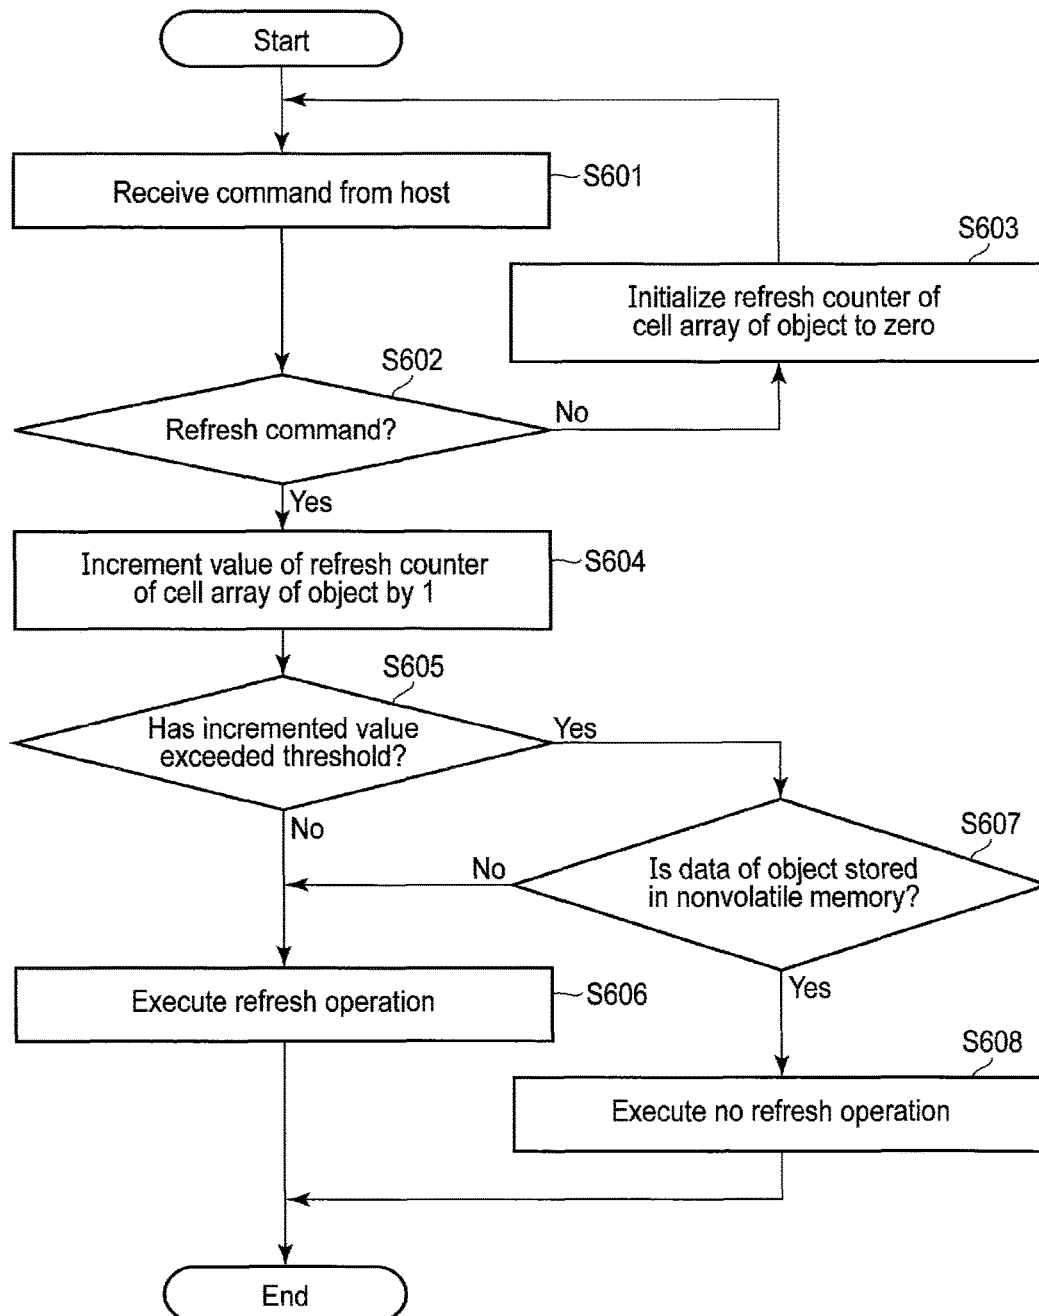 Start
Receive command from host
S601
S603
Initialize refresh counter of
cell array of object to zero
S602
Refresh command?
No
Yes
Increment value of refresh counter
of cell array of object by 1
S604
S605
Has incremented value
exceeded threshold?
Yes
No
S607
Is data of object stored
in nonvolatile memory?
No
Yes
Execute refresh operation
S606
S608
Execute no refresh operation
End